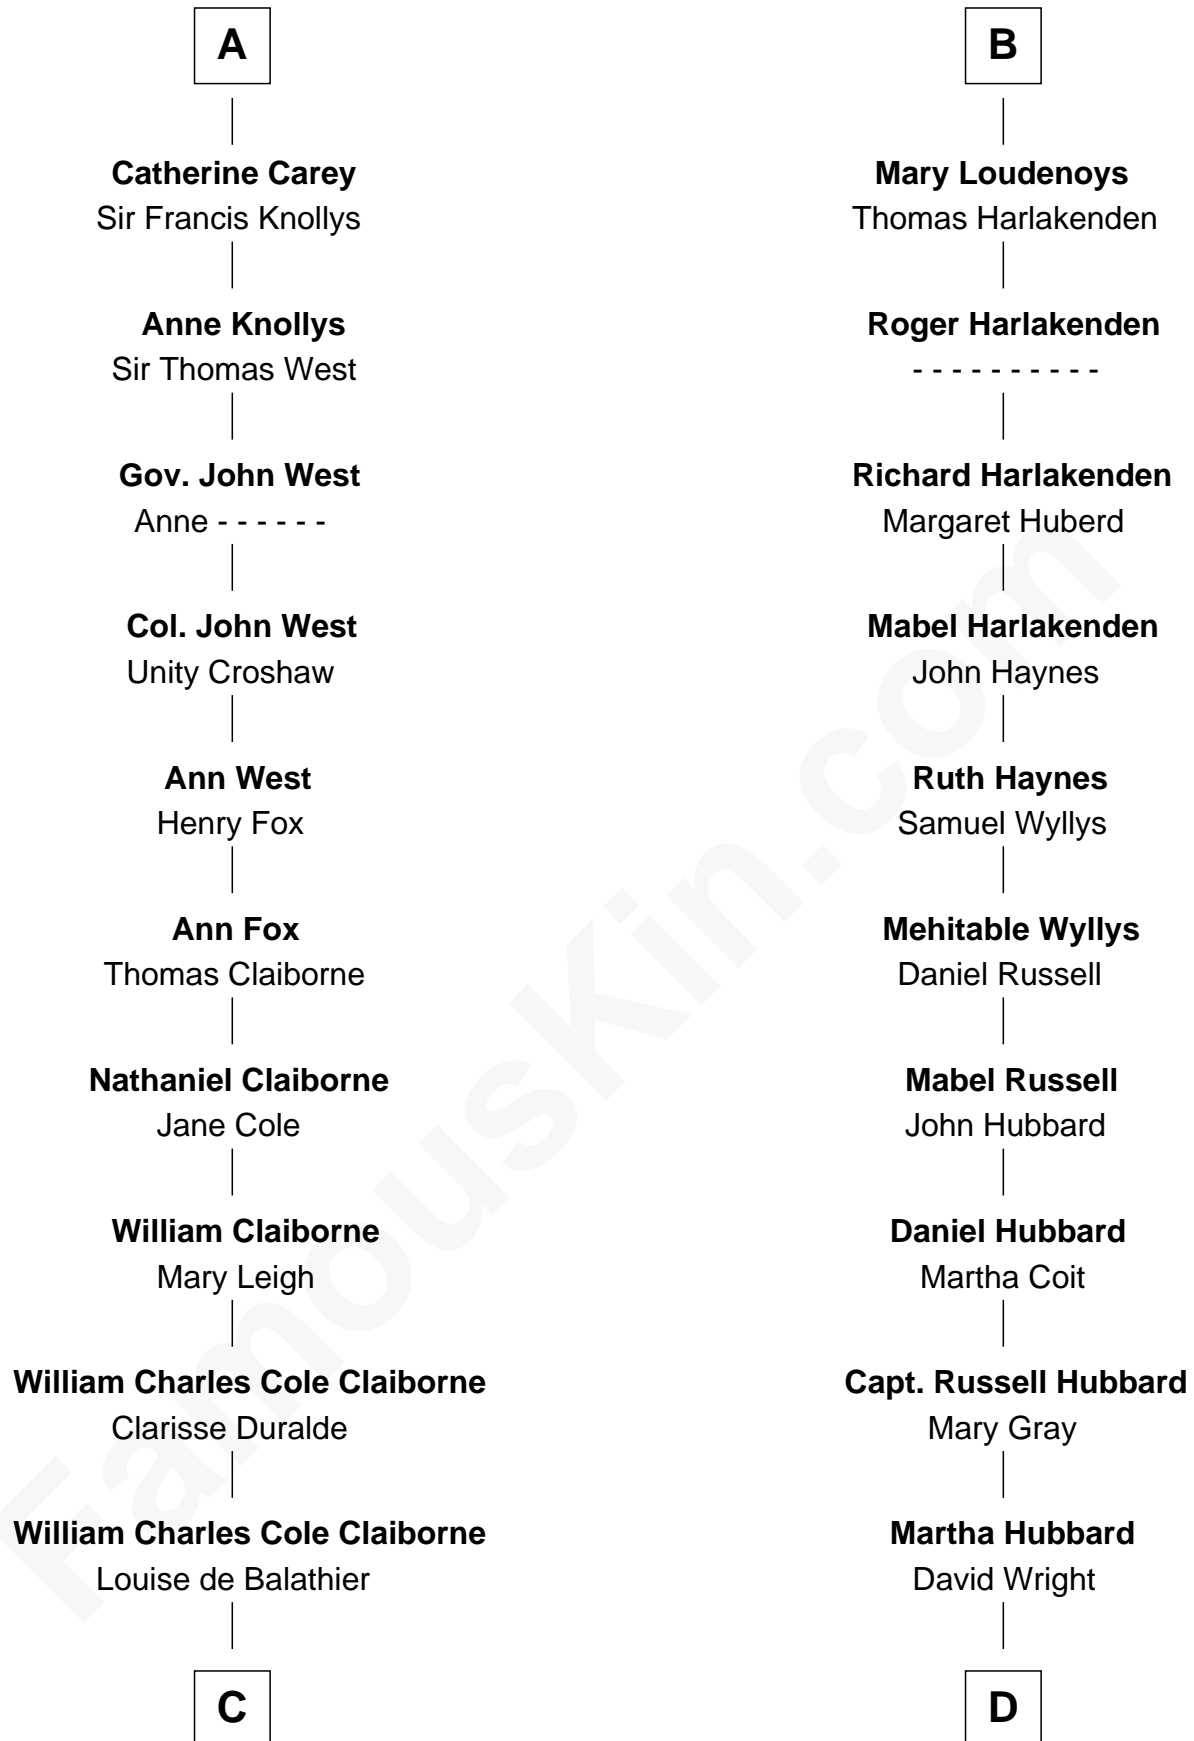 A
Catherine Carey
Sir Francis Knollys
Anne Knollys
Sir Thomas West
Gov. John West
Anne - - - - - -
Col. John West
Unity Croshaw
Ann West
Henry Fox
Ann Fox
Thomas Claiborne
Nathaniel Claiborne
Jane Cole
William Claiborne
Mary Leigh
William Charles Cole Claiborne
Clarisse Duralde
William Charles Cole Claiborne
Louise de Balathier
C
B
Mary Loudenoys
Thomas Harlakenden
Roger Harlakenden
- - - - - - - - - -
Richard Harlakenden
Margaret Huberd
Mabel Harlakenden
John Haynes
Ruth Haynes
Samuel Wyllys
Mehitable Wyllys
Daniel Russell
Mabel Russell
John Hubbard
Daniel Hubbard
Martha Coit
Capt. Russell Hubbard
Mary Gray
Martha Hubbard
David Wright
D
FamousKin.com